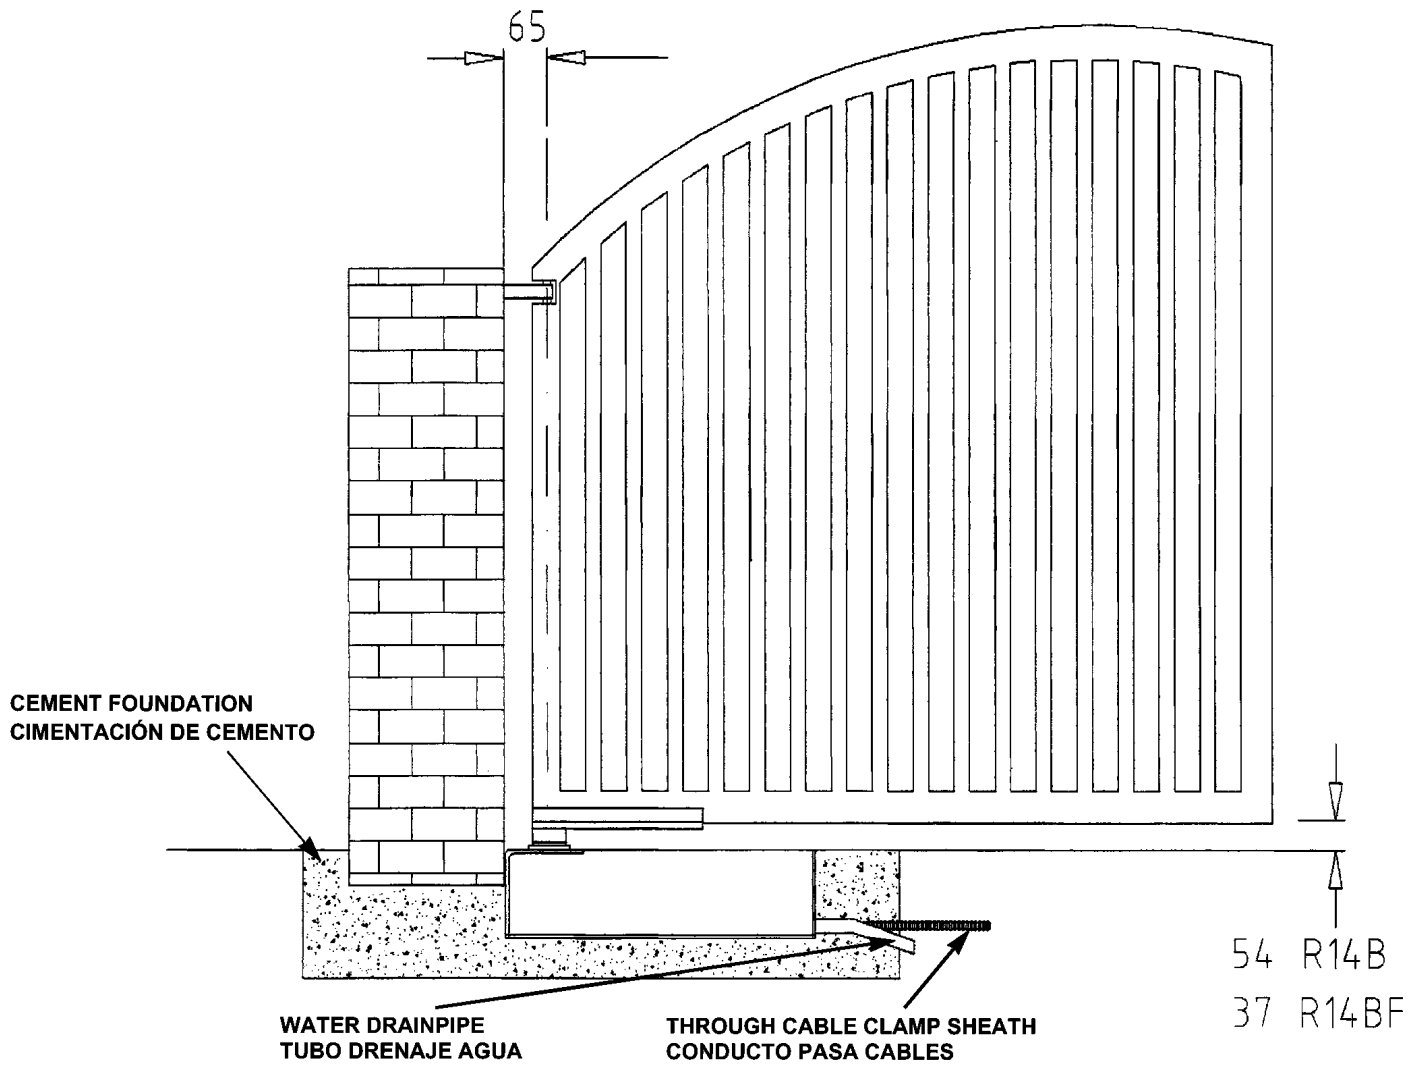 65
CEMENT FOUNDATION
CIMENTACIÓN DE CEMENTO
54 R14B
37 R14BF
WATER DRAINPIPE
TUBO DRENAJE AGUA
THROUGH CABLE CLAMP SHEATH
CONDUCTO PASA CABLES